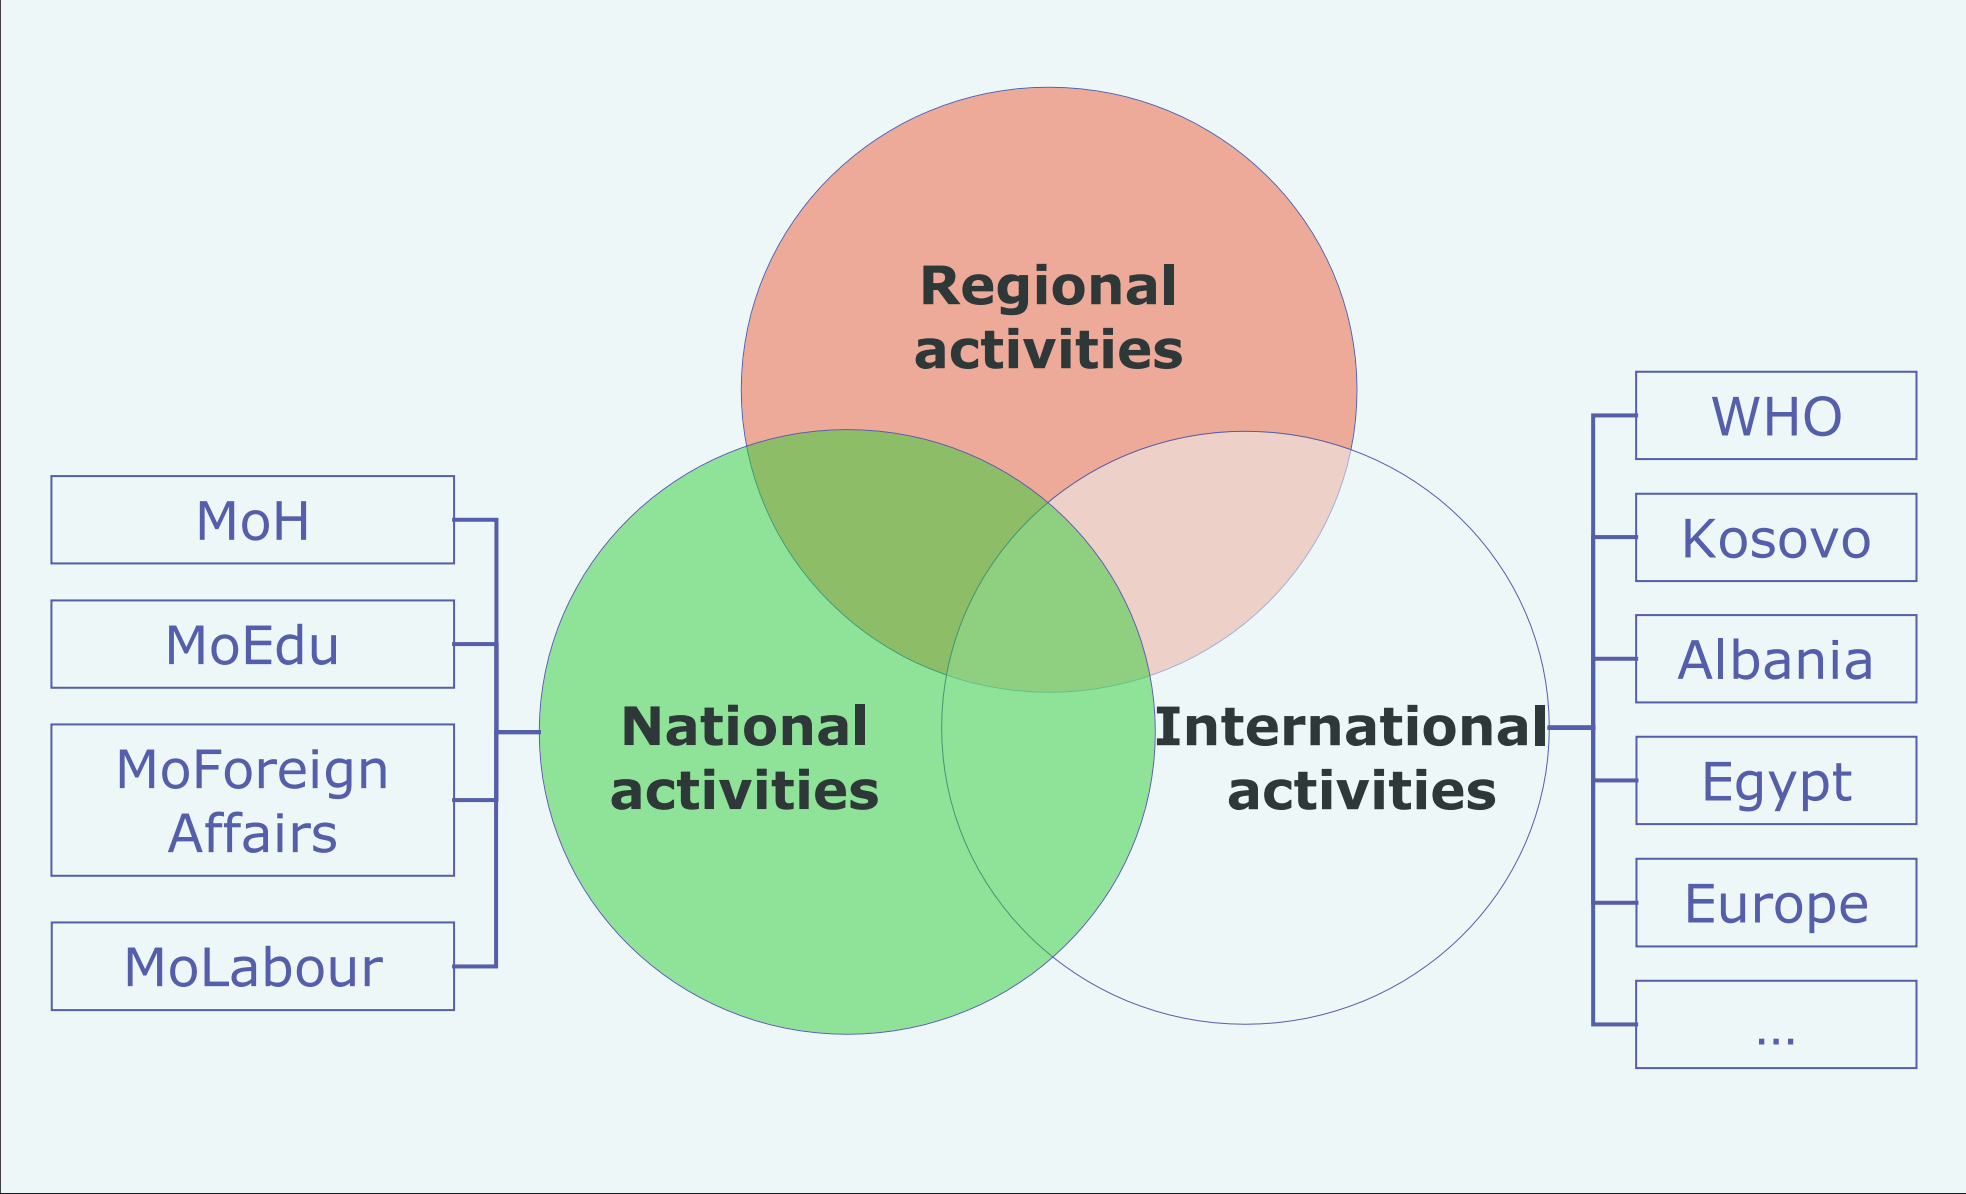 Regional
activities
National
activities
International
activities
MoH
MoEdu
MoForeign
Affairs
MoLabour
WHO
Kosovo
Albania
Egypt
Europe
...